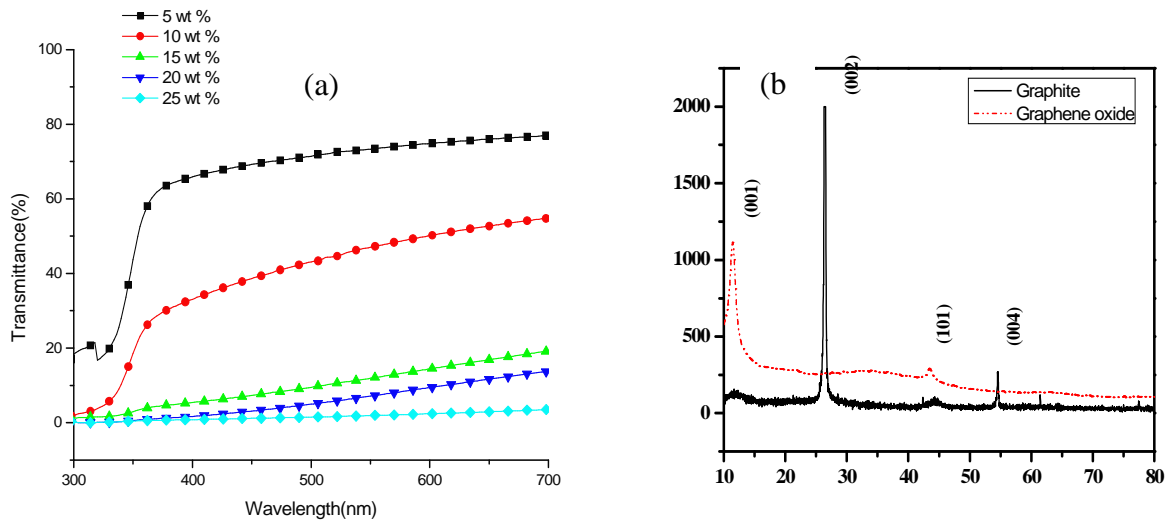 5 wt %
10 wt %
15 wt %
20 wt %
25 wt %
(a)
100
80
60
40
20
0
Transmittance(%)
300
400
500
600
700
Wavelength(nm)
(b)
Graphite
Graphene oxide
(001)
(002)
(101)
(004)
2000
1500
1000
500
0
10
20
30
40
50
60
70
80